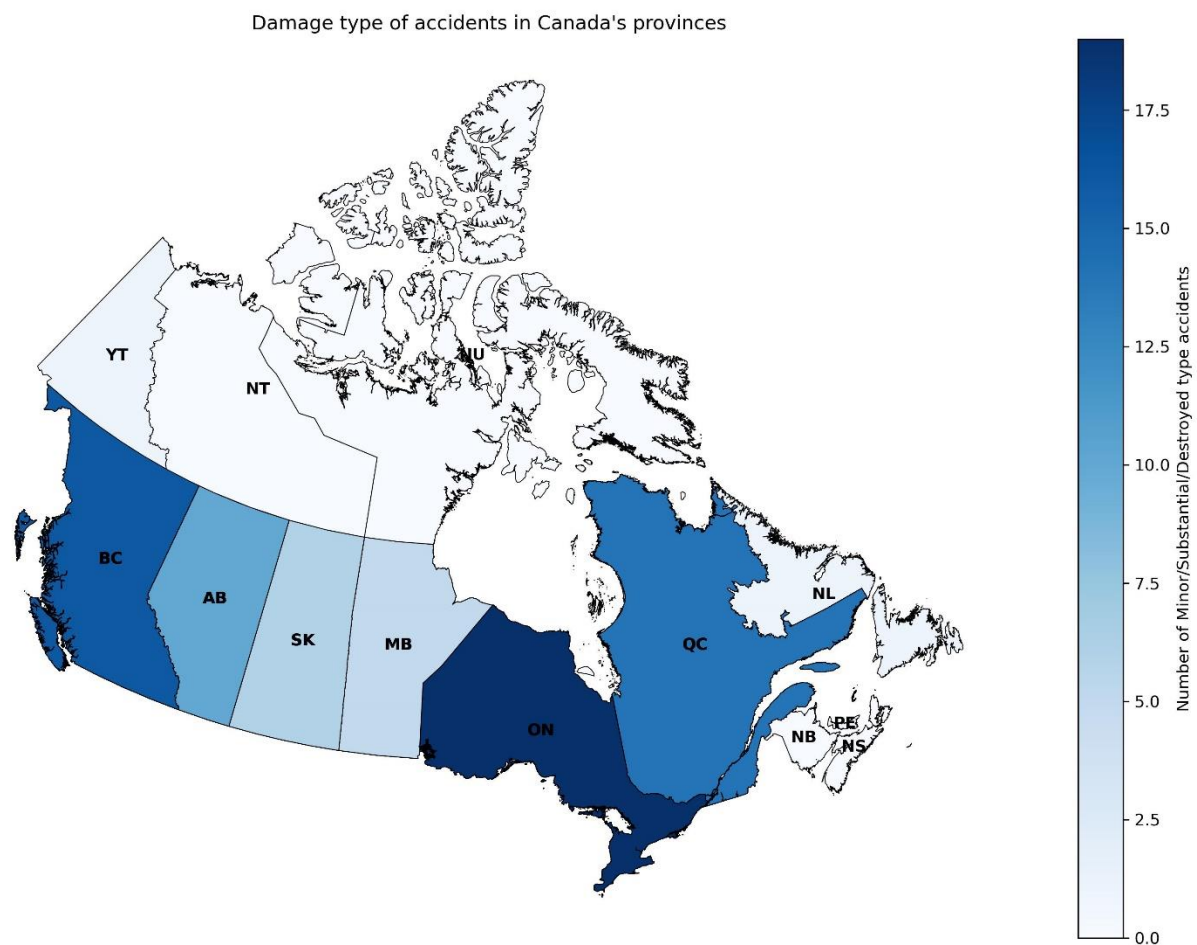 Damage type of accidents in Canada's provinces
YT
NT
NU
BC
AB
SK
MB
ON
QC
NL
NB
PE
NS
17.5
15.0
12.5
10.0
7.5
5.0
2.5
0.0
Number of Minor/Substantial/Destroyed type accidents